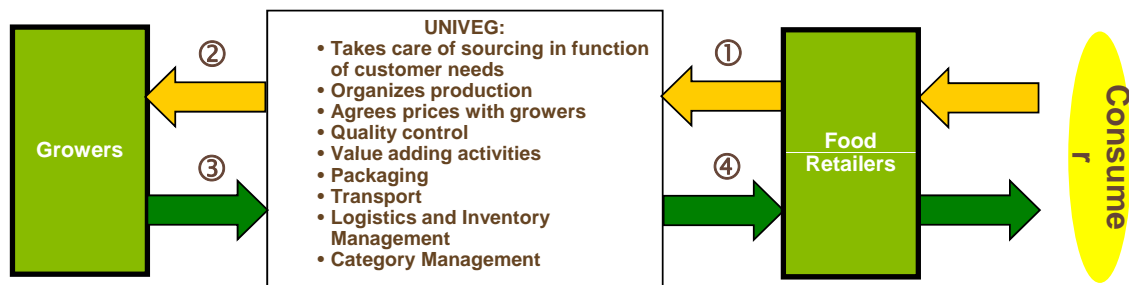 Growers
②
③
UNIVEG:
• Takes care of sourcing in function
of customer needs
• Organizes production
• Agrees prices with growers
• Quality control
• Value adding activities
• Packaging
• Transport
• Logistics and Inventory
Management
• Category Management
①
④
Food
Retailers
Consume
r